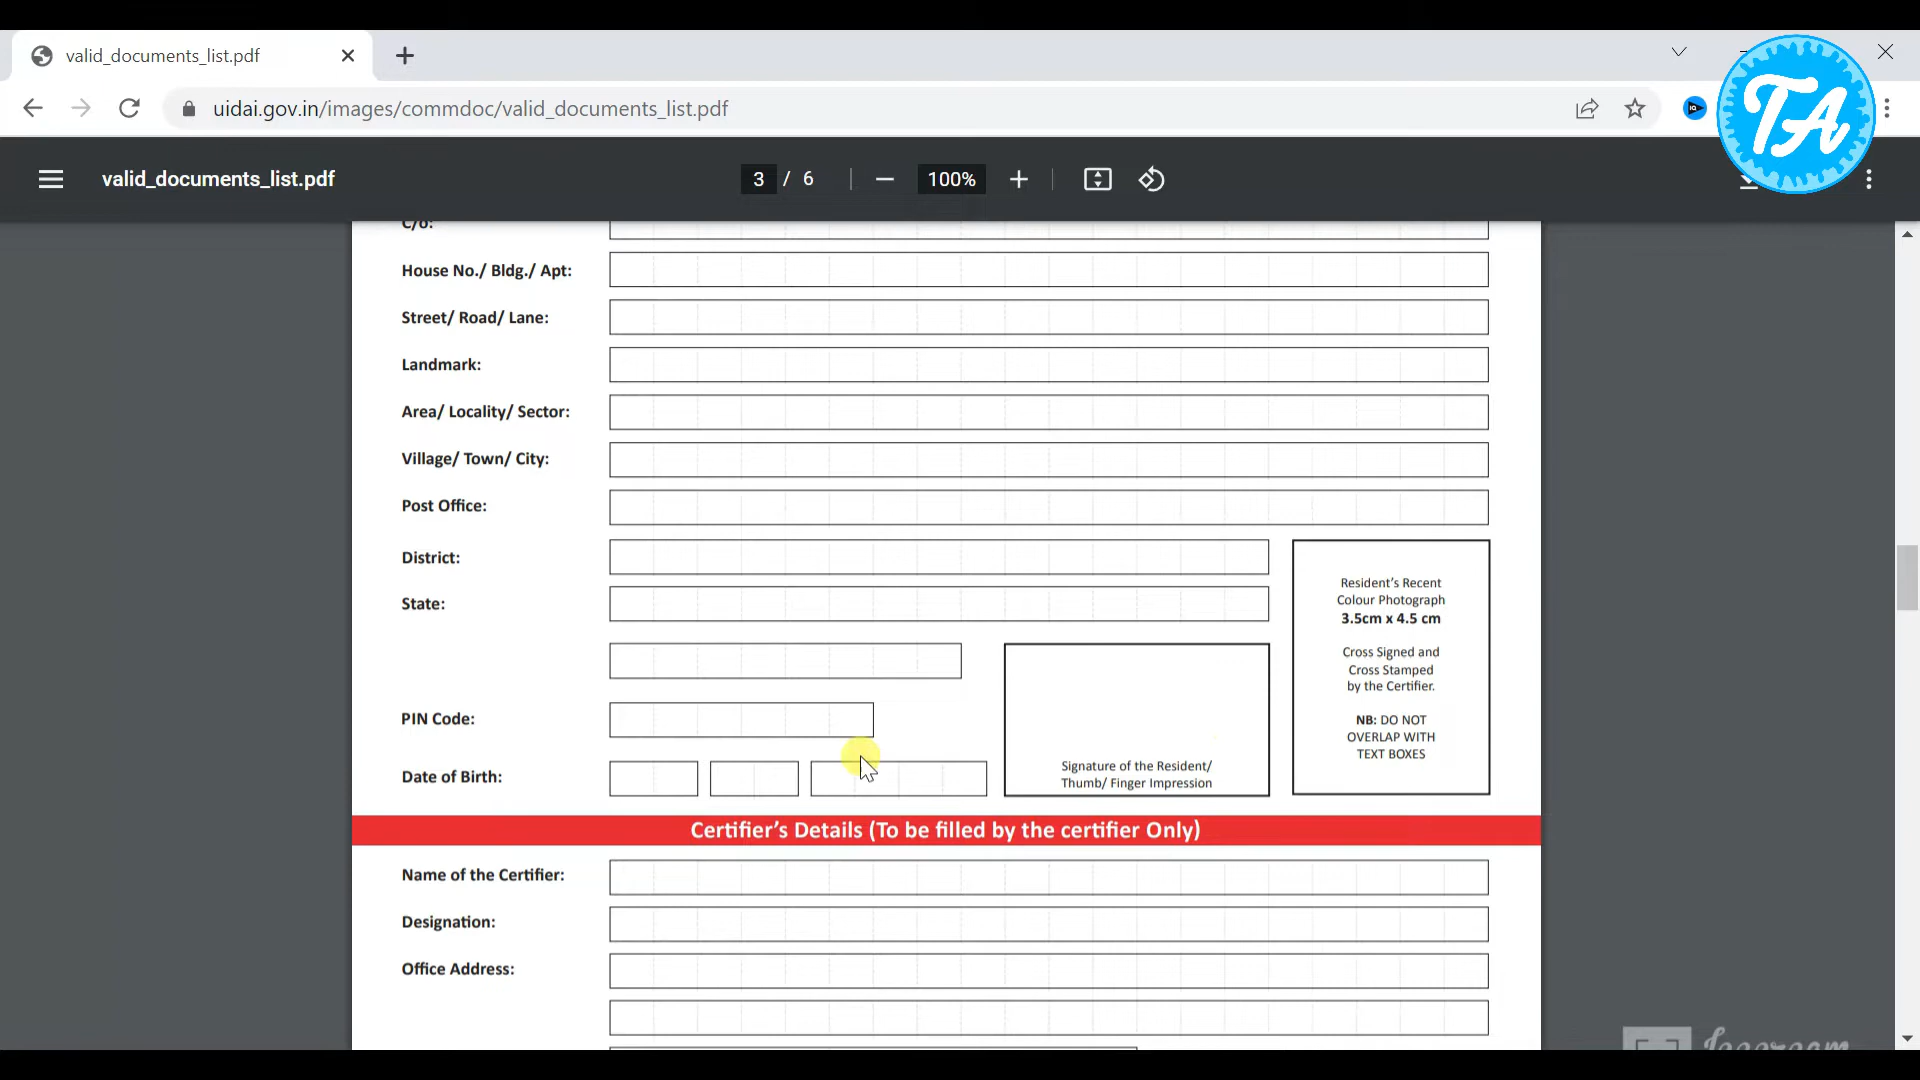 valid_documents_list.pdf
uidai.gov.in/images/commdoc/valid_documents_list.pdf
TA
valid_documents_list.pdf
3 / 6
100%
C/o:
House No./ Bldg./ Apt:
Street/ Road/ Lane:
Landmark:
Area/ Locality/ Sector:
Village/ Town/ City:
Post Office:
District:
State:
Resident's Recent
Colour Photograph
3.5cm x 4.5 cm
Cross Signed and
Cross Stamped
by the Certifier.
NB: DO NOT
OVERLAP WITH
TEXT BOXES
PIN Code:
Date of Birth:
Signature of the Resident/
Thumb/ Finger Impression
Certifier's Details (To be filled by the certifier Only)
Name of the Certifier:
Designation:
Office Address: